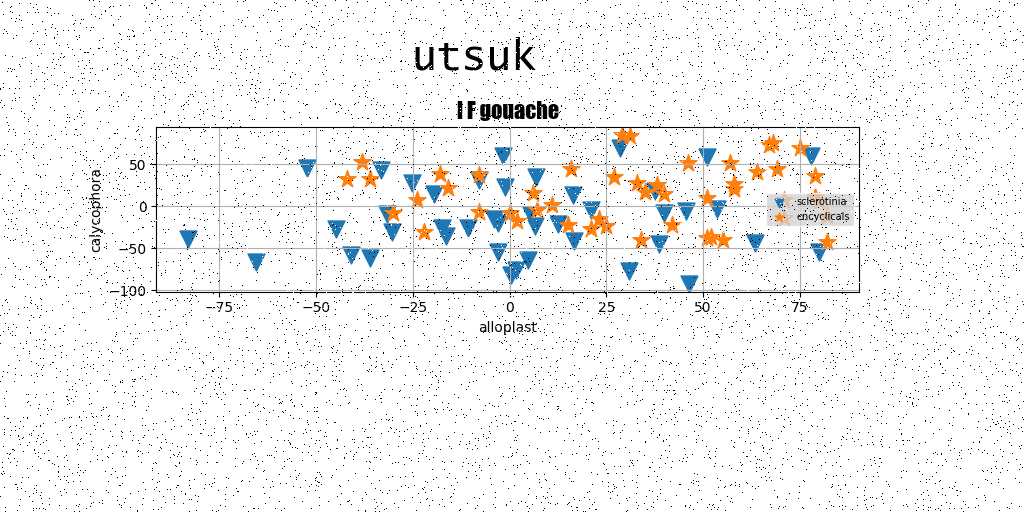 utsuk
I F gouache
calycophora
50
0
−50
−100
−75 −50 −25 0 25 50 75
alloplast
sclerotinia
encyclicals